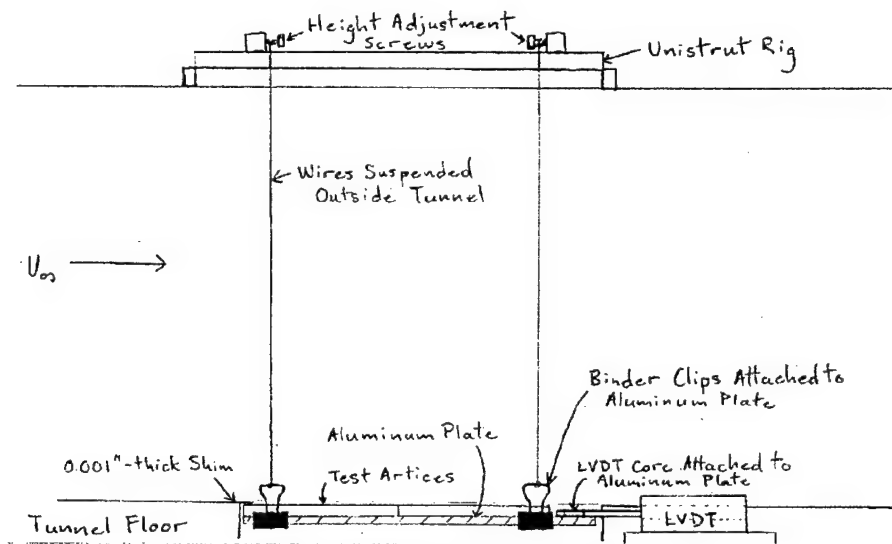 Height Adjustment
Screws
Unistrut Rig
Wires Suspended
Outside Tunnel
U∞
Binder Clips Attached to
Aluminum Plate
Aluminum Plate
0.001"-thick Shim
Test Artices
LVDT Core Attached to
Aluminum Plate
LVDT
Tunnel Floor